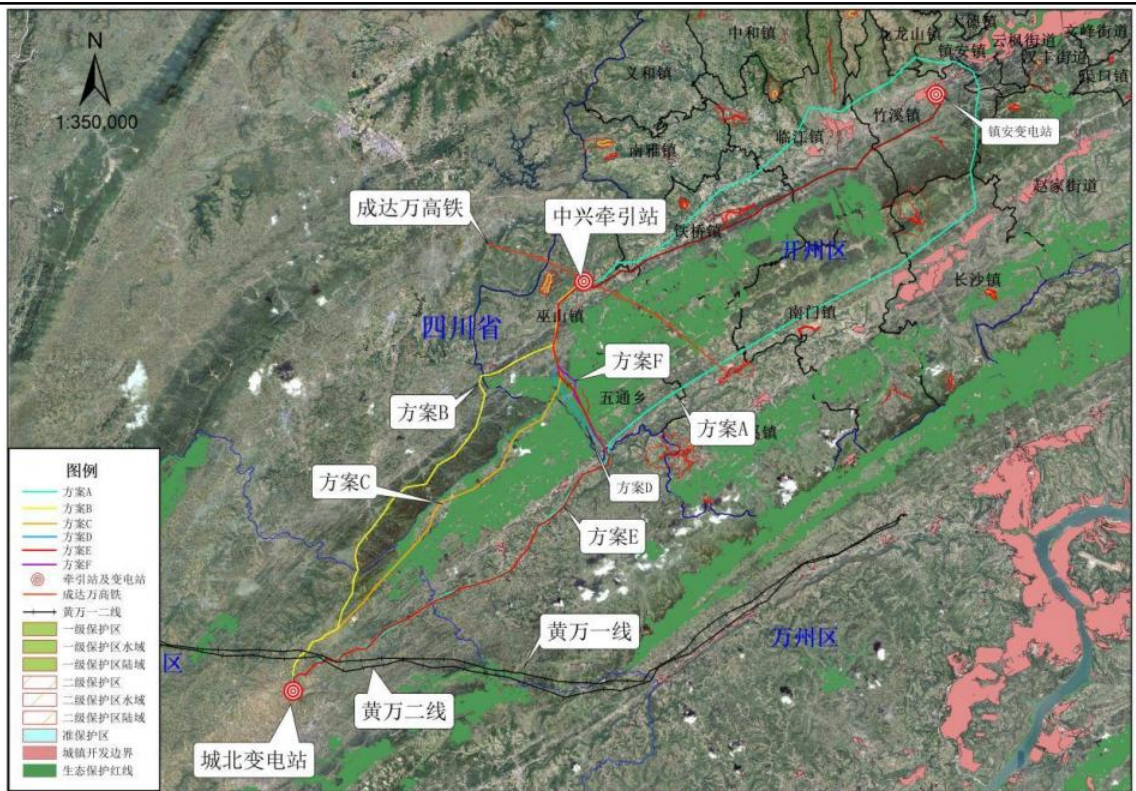 N
1:350,000
中和镇
义和镇
九龙山镇
大德镇
镇安镇
云枫街道
文峰街道
汉丰街道
竹溪镇
镇安变电站
临江镇
南雅镇
赵家街道
成达万高铁
中兴牵引站
铁桥镇
开州区
长沙镇
四川省
巫山镇
南门镇
方案F
方案B
五通乡
方案A
方案C
方案D
方案E
黄万一线
万州区
区
黄万二线
城北变电站
图例
方案A
方案B
方案C
方案D
方案E
方案F
牵引站及变电站
成达万高铁
黄万一二线
一级保护区
一级保护区水域
一级保护区陆域
二级保护区
二级保护区水域
二级保护区陆域
准保护区
城镇开发边界
生态保护红线